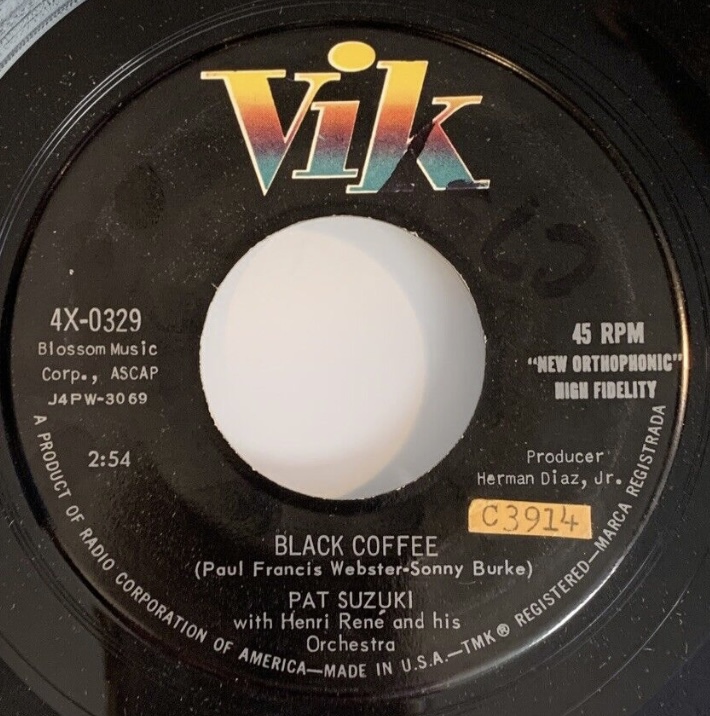 Vik
4X-0329
Blossom Music
Corp., ASCAP
J4PW-3069
2:54
45 RPM
"NEW ORTHOPHONIC"
HIGH FIDELITY
Producer
Herman Diaz, Jr.
C3914
BLACK COFFEE
(Paul Francis Webster-Sonny Burke)
PAT SUZUKI
with Henri René and his
Orchestra
A PRODUCT OF RADIO CORPORATION OF AMERICA—MADE IN U.S.A.—TMK ® REGISTERED—MARCA REGISTRADA